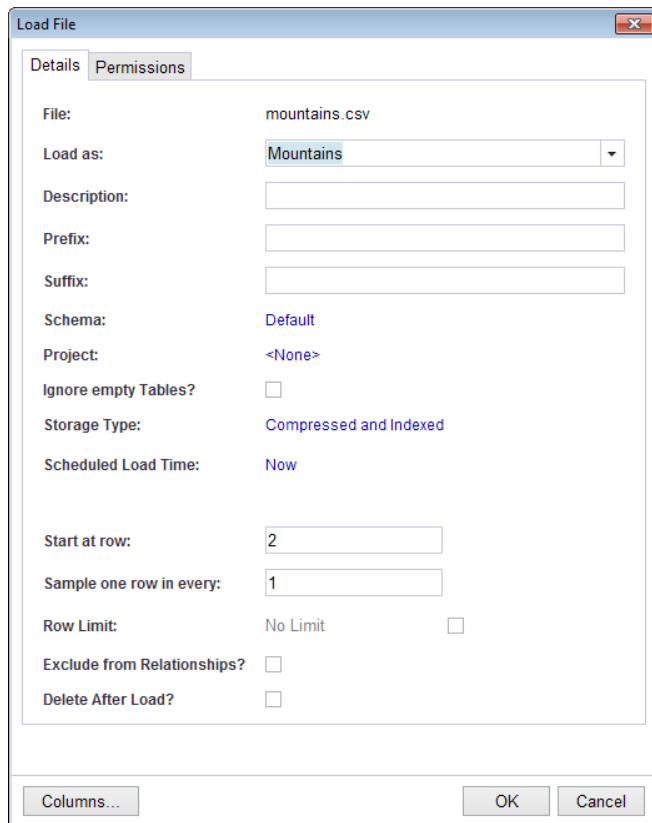 Load File
Details Permissions
File: mountains.csv
Load as: Mountains
Description:
Prefix:
Suffix:
Schema: Default
Project: <None>
Ignore empty Tables?
Storage Type: Compressed and Indexed
Scheduled Load Time: Now
Start at row: 2
Sample one row in every: 1
Row Limit: No Limit
Exclude from Relationships?
Delete After Load?
Columns... OK Cancel